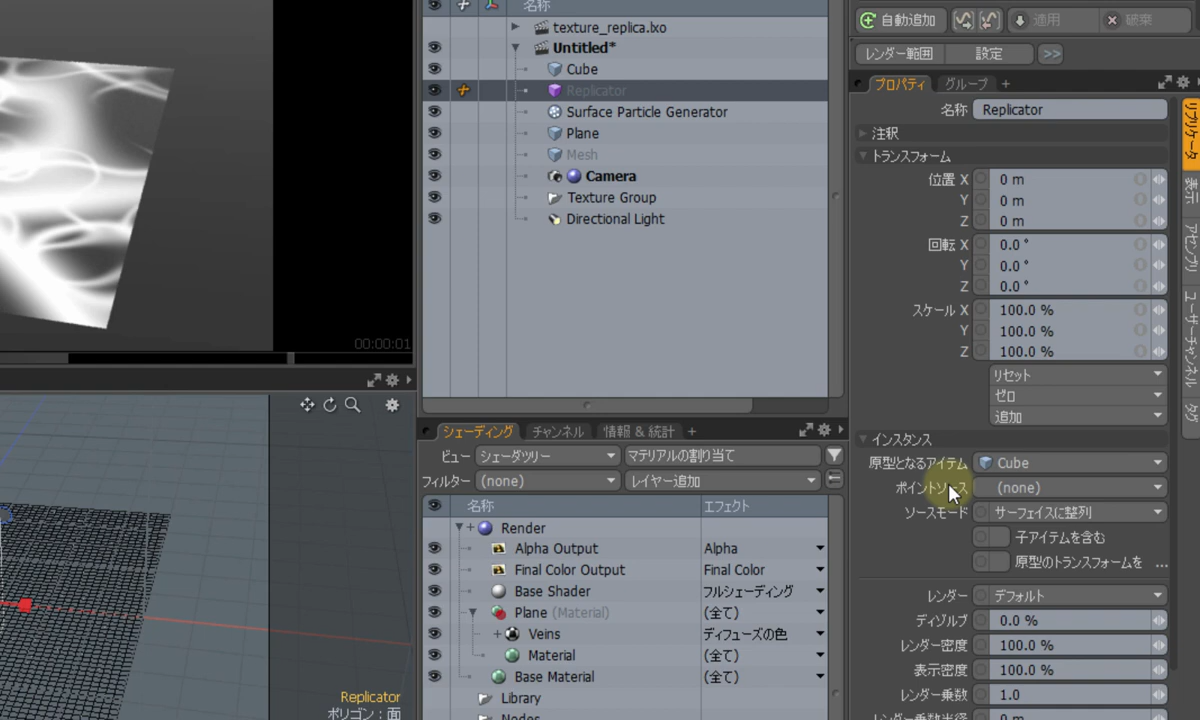 名称
texture_replica.lxo
Untitled*
Cube
Replicator
Surface Particle Generator
Plane
Mesh
Camera
Texture Group
Directional Light
00:00:01
Replicator
ポリゴン : 面
シェーディング
チャンネル
情報 & 統計
+
ビュー
シェーダツリー
マテリアルの割り当て
フィルター
(none)
レイヤー追加
名称
エフェクト
Render
Alpha Output
Alpha
Final Color Output
Final Color
Base Shader
フルシェーディング
Plane (Material)
(全て)
Veins
ディフューズの色
Material
(全て)
Base Material
(全て)
Library
自動追加
適用
破棄
レンダー範囲
設定
>>
プロパティ
グループ
+
名称
Replicator
注釈
トランスフォーム
位置 X
0 m
Y
0 m
Z
0 m
回転 X
0.0 °
Y
0.0 °
Z
0.0 °
スケール X
100.0 %
Y
100.0 %
Z
100.0 %
リセット
ゼロ
追加
インスタンス
原型となるアイテム
Cube
ポイントソース
(none)
ソースモード
サーフェイスに整列
子アイテムを含む
原型のトランスフォームを ...
レンダー
デフォルト
ディゾルブ
0.0 %
レンダー密度
100.0 %
表示密度
100.0 %
レンダー乗数
1.0
リプリケータ
表示
アセンブリ
ユーザーチャンネル
タグ